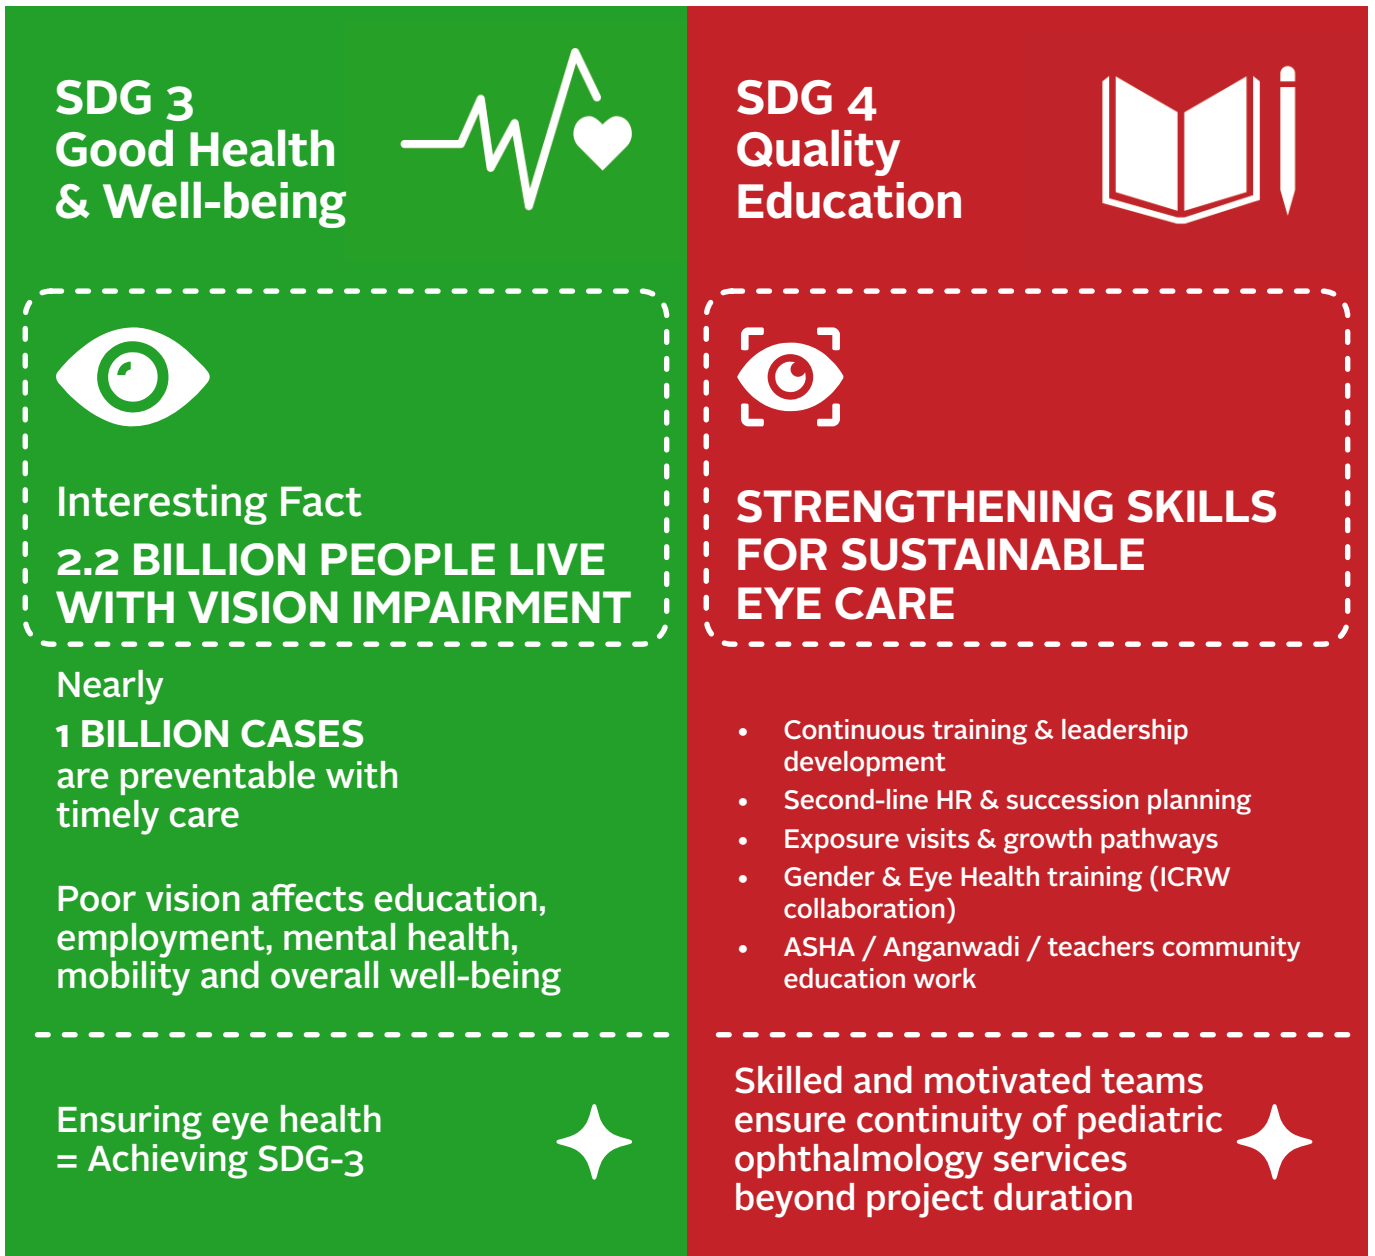 SDG 3
Good Health
& Well-being
Interesting Fact
2.2 BILLION PEOPLE LIVE
WITH VISION IMPAIRMENT
Nearly
1 BILLION CASES
are preventable with
timely care
Poor vision affects education,
employment, mental health,
mobility and overall well-being
Ensuring eye health
= Achieving SDG-3
SDG 4
Quality
Education
STRENGTHENING SKILLS
FOR SUSTAINABLE
EYE CARE
• Continuous training & leadership
development
• Second-line HR & succession planning
• Exposure visits & growth pathways
• Gender & Eye Health training (ICRW
collaboration)
• ASHA / Anganwadi / teachers community
education work
Skilled and motivated teams
ensure continuity of pediatric
ophthalmology services
beyond project duration